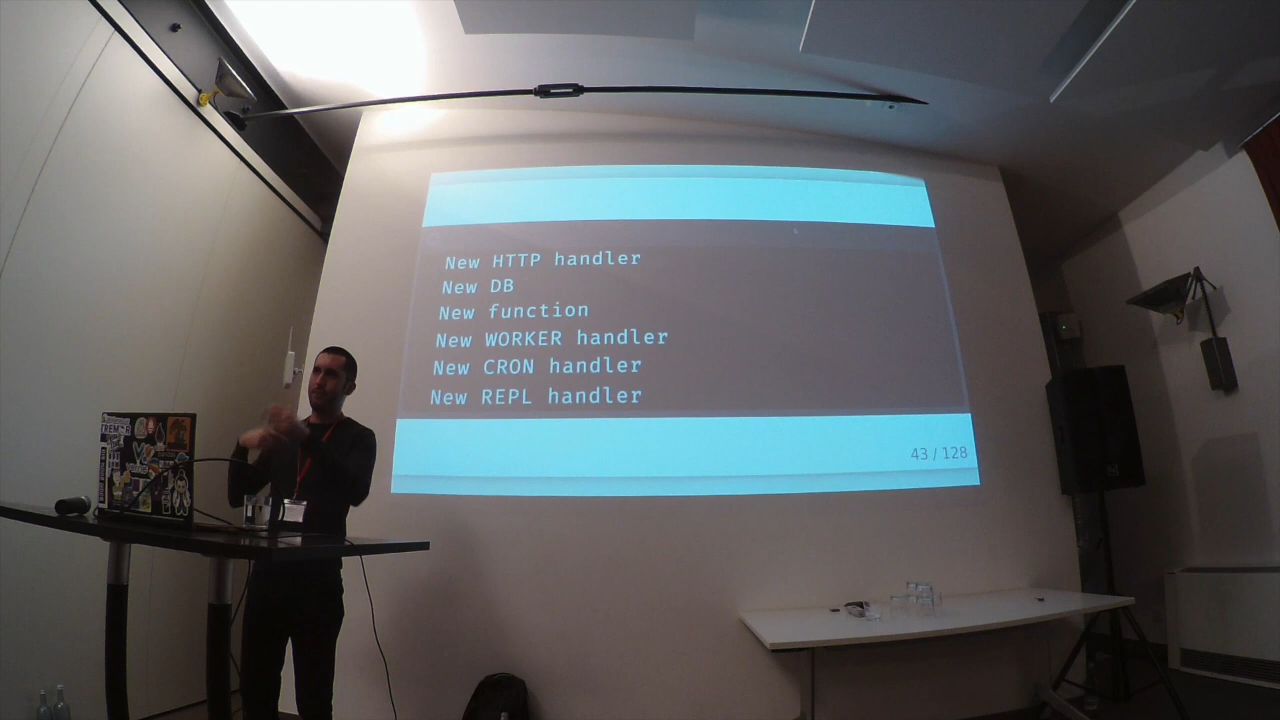 New HTTP handler
New DB
New function
New WORKER handler
New CRON handler
New REPL handler
43 / 128